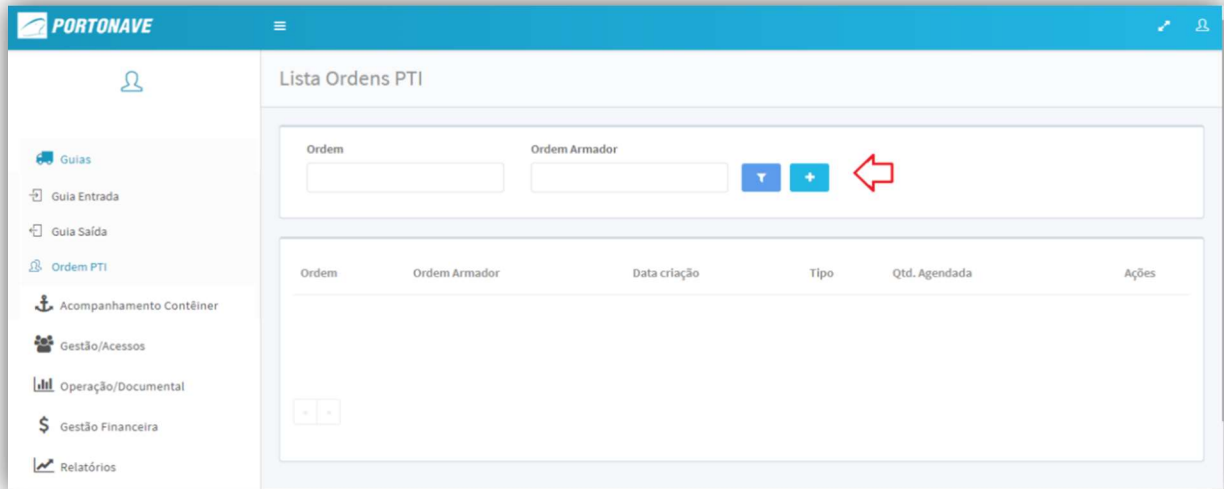 PORTONAVE
Lista Ordens PTI
Guias
Guia Entrada
Guia Saída
Ordem PTI
Acompanhamento Contêiner
Gestão/Acessos
Operação/Documental
Gestão Financeira
Relatórios
Ordem Ordem Armador
Ordem Ordem Armador Data criação Tipo Qtd. Agendada Ações